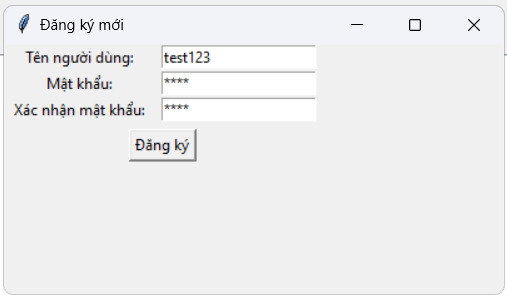 Đăng ký mới
Tên người dùng: test123
Mật khẩu: ****
Xác nhận mật khẩu: ****
Đăng ký